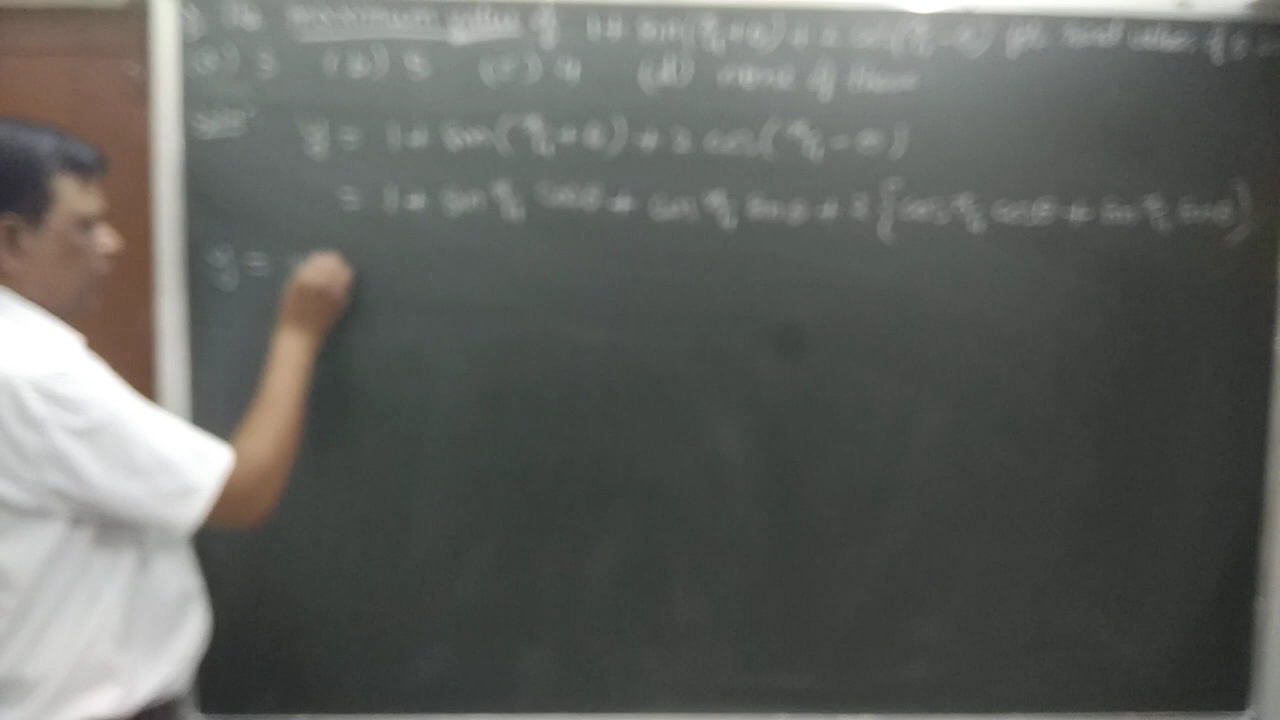 The maximum value of 1 + sin(π/4 + θ) + 2 cos(π/4 - θ) for real values of θ
(a) 3 (b) 5 (c) 4 (d) none of these
y = 1 + sin(π/4 + θ) + 2 cos(π/4 - θ)
= 1 + sin π/4 cos θ + cos π/4 sin θ + 2 {cos π/4 cos θ + sin π/4 sin θ}
y =